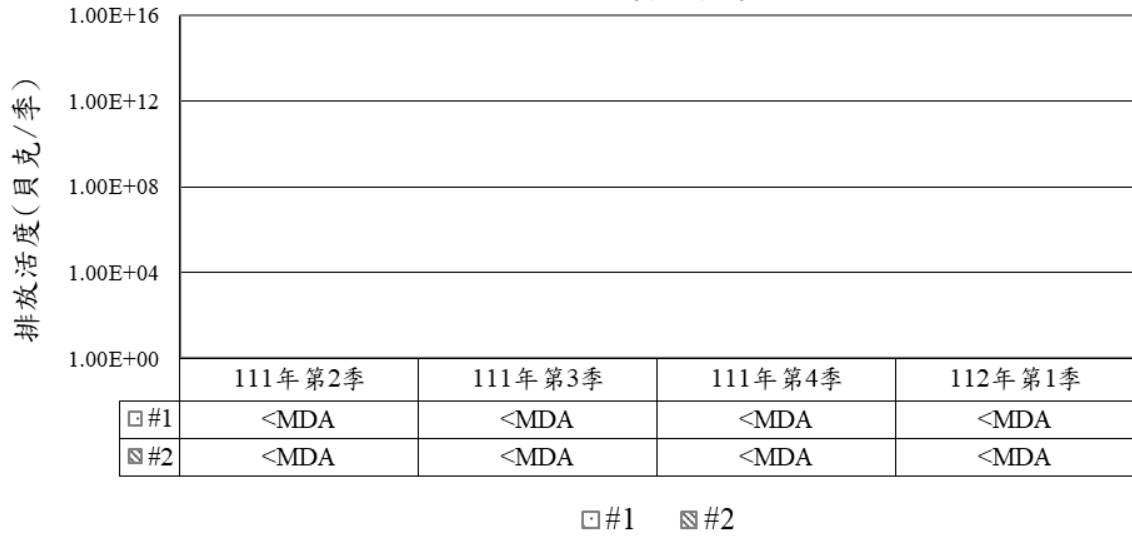 1.00E+16
1.00E+12
1.00E+08
1.00E+04
1.00E+00
排放活度(貝克/季)
111年第2季 111年第3季 111年第4季 112年第1季
#1 <MDA <MDA <MDA <MDA
#2 <MDA <MDA <MDA <MDA
#1 #2